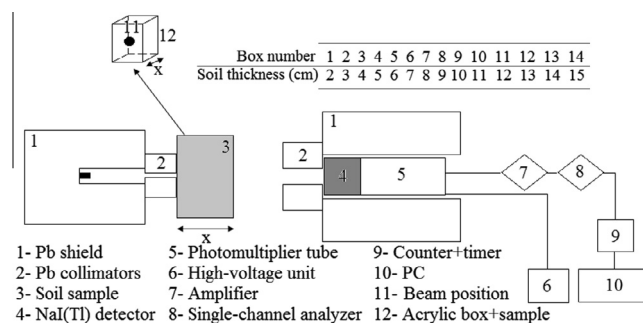 11
12
x
Box number 1 2 3 4 5 6 7 8 9 10 11 12 13 14
Soil thickness (cm) 2 3 4 5 6 7 8 9 10 11 12 13 14 15
1
2
3
x
1
2
4
5
7
8
9
6
10
1- Pb shield
2- Pb collimators
3- Soil sample
4- NaI(Tl) detector
5- Photomultiplier tube
6- High-voltage unit
7- Amplifier
8- Single-channel analyzer
9- Counter+timer
10- PC
11- Beam position
12- Acrylic box+sample